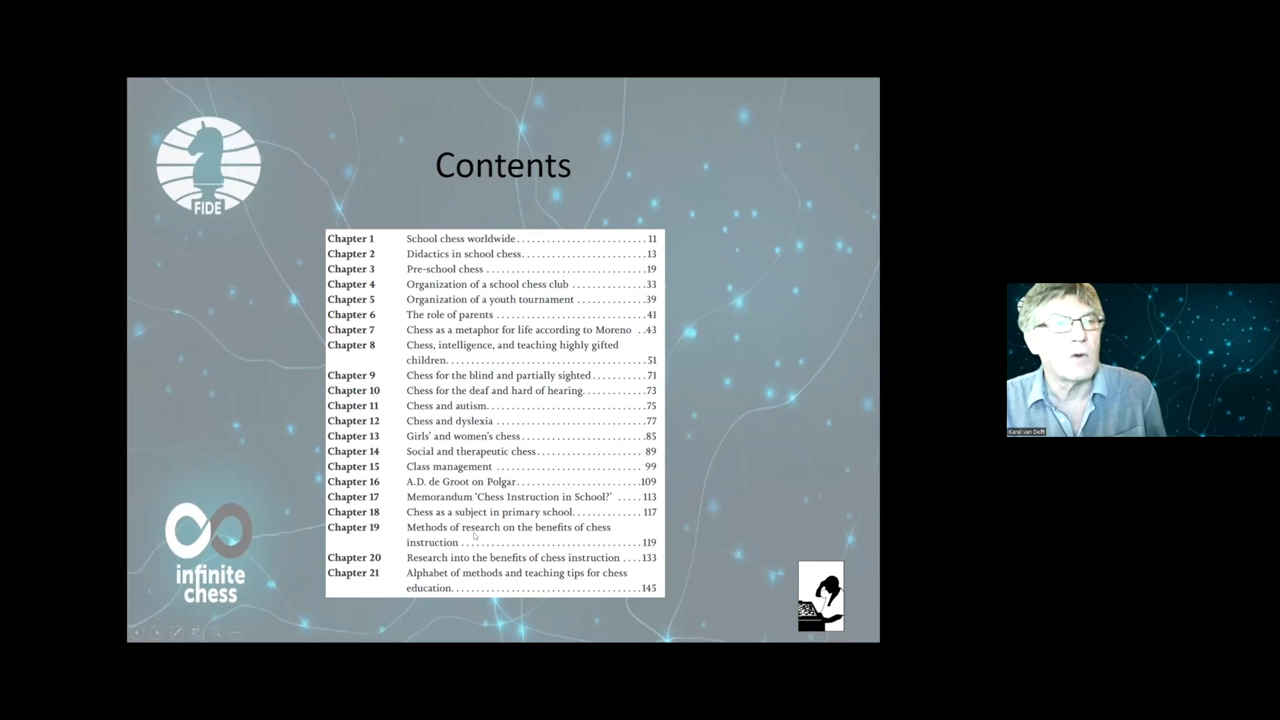 FIDE
Contents
Chapter 1 School chess worldwide..........................11
Chapter 2 Didactics in school chess.........................13
Chapter 3 Pre-school chess .................................19
Chapter 4 Organization of a school chess club ...............33
Chapter 5 Organization of a youth tournament ..............39
Chapter 6 The role of parents ...............................41
Chapter 7 Chess as a metaphor for life according to Moreno ..43
Chapter 8 Chess, intelligence, and teaching highly gifted
children........................................51
Chapter 9 Chess for the blind and partially sighted...........71
Chapter 10 Chess for the deaf and hard of hearing.............73
Chapter 11 Chess and autism.................................75
Chapter 12 Chess and dyslexia ...............................77
Chapter 13 Girls’ and women’s chess..........................85
Chapter 14 Social and therapeutic chess.......................89
Chapter 15 Class management ...............................99
Chapter 16 A.D. de Groot on Polgar..........................109
Chapter 17 Memorandum ‘Chess Instruction in School?’ .....113
Chapter 18 Chess as a subject in primary school..............117
Chapter 19 Methods of research on the benefits of chess
instruction .....................................119
Chapter 20 Research into the benefits of chess instruction ....133
Chapter 21 Alphabet of methods and teaching tips for chess
education.......................................145
infinite
chess
Karel van Delft